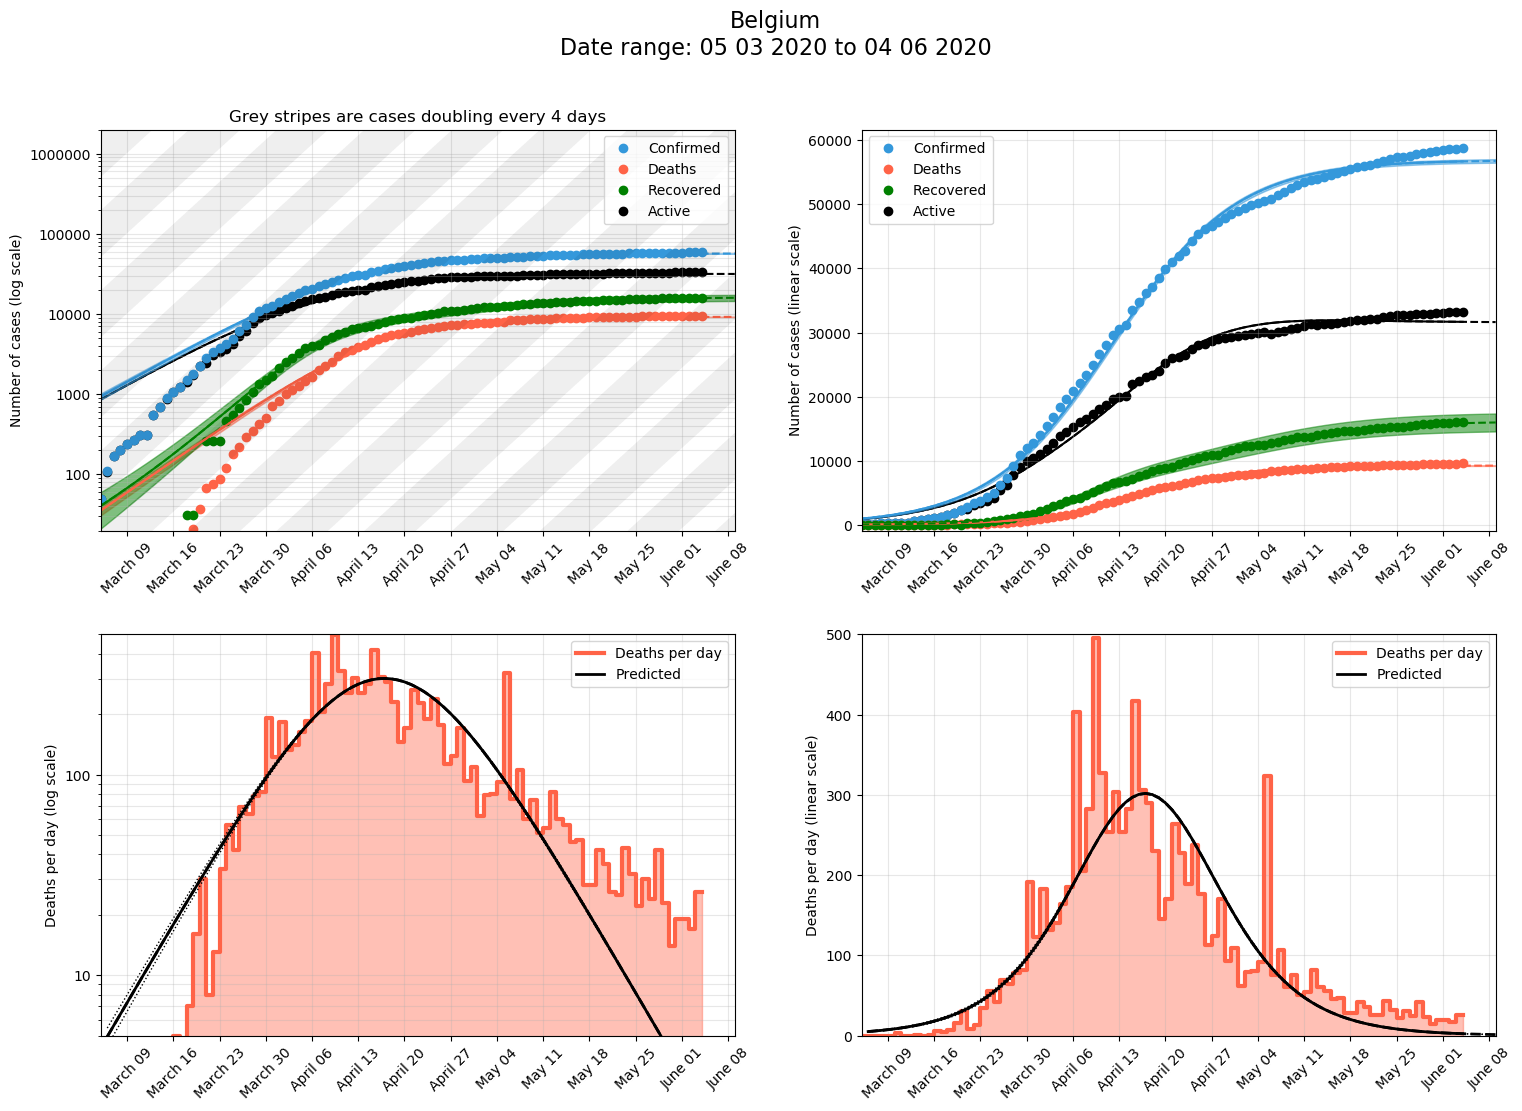 Belgium
Date range: 05 03 2020 to 04 06 2020
Grey stripes are cases doubling every 4 days
Number of cases (log scale)
1000000
100000
10000
1000
100
Confirmed
Deaths
Recovered
Active
March 09
March 16
March 23
March 30
April 06
April 13
April 20
April 27
May 04
May 11
May 18
May 25
June 01
June 08
Number of cases (linear scale)
60000
50000
40000
30000
20000
10000
0
Confirmed
Deaths
Recovered
Active
March 09
March 16
March 23
March 30
April 06
April 13
April 20
April 27
May 04
May 11
May 18
May 25
June 01
June 08
Deaths per day (log scale)
100
10
Deaths per day
Predicted
March 09
March 16
March 23
March 30
April 06
April 13
April 20
April 27
May 04
May 11
May 18
May 25
June 01
June 08
Deaths per day (linear scale)
500
400
300
200
100
0
Deaths per day
Predicted
March 09
March 16
March 23
March 30
April 06
April 13
April 20
April 27
May 04
May 11
May 18
May 25
June 01
June 08